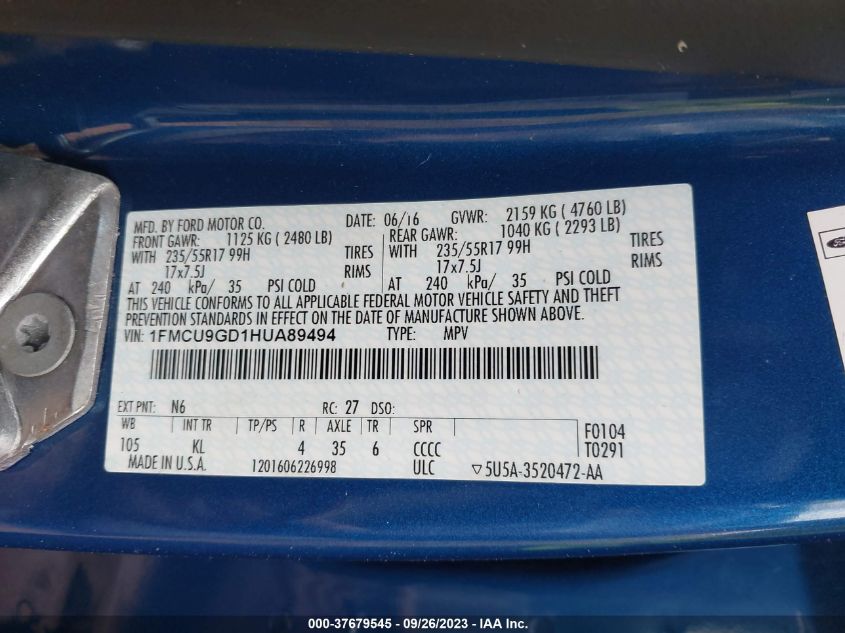 MFD. BY FORD MOTOR CO. DATE: 06/16 GVWR: 2159 KG ( 4760 LB)
FRONT GAWR: 1125 KG ( 2480 LB) REAR GAWR: 1040 KG ( 2293 LB)
WITH 235/55R17 99H TIRES WITH 235/55R17 99H TIRES
17x7.5J RIMS 17x7.5J RIMS
AT 240 kPa/ 35 PSI COLD AT 240 kPa/ 35 PSI COLD
THIS VEHICLE CONFORMS TO ALL APPLICABLE FEDERAL MOTOR VEHICLE SAFETY AND THEFT
PREVENTION STANDARDS IN EFFECT ON THE DATE OF MANUFACTURE SHOWN ABOVE.
VIN: 1FMCU9GD1HUA89494 TYPE: MPV
EXT PNT: N6 RC: 27 DSO:
WB INT TR TP/PS R AXLE TR SPR F0104
105 KL 4 35 6 CCCC T0291
MADE IN U.S.A. 1201606226998 ULC ▽5U5A-3520472-AA
000-37679545 - 09/26/2023 - IAA Inc.